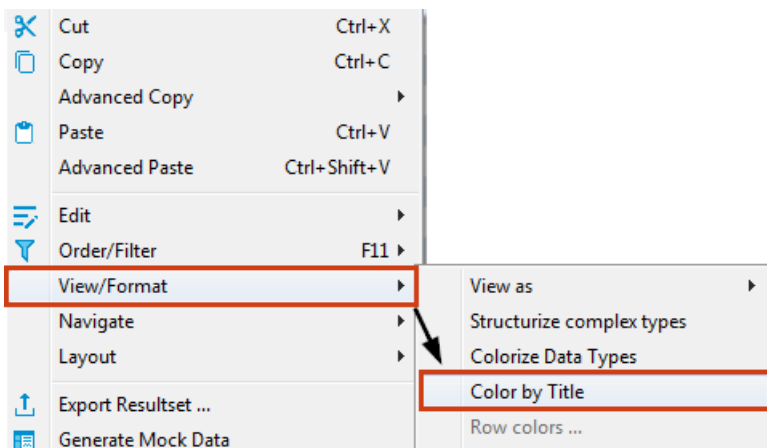 Cut Ctrl+X
Copy Ctrl+C
Advanced Copy
Paste Ctrl+V
Advanced Paste Ctrl+Shift+V
Edit
Order/Filter F11
View/Format
Navigate
Layout
Export Resultset ...
Generate Mock Data
View as
Structurize complex types
Colorize Data Types
Color by Title
Row colors ...